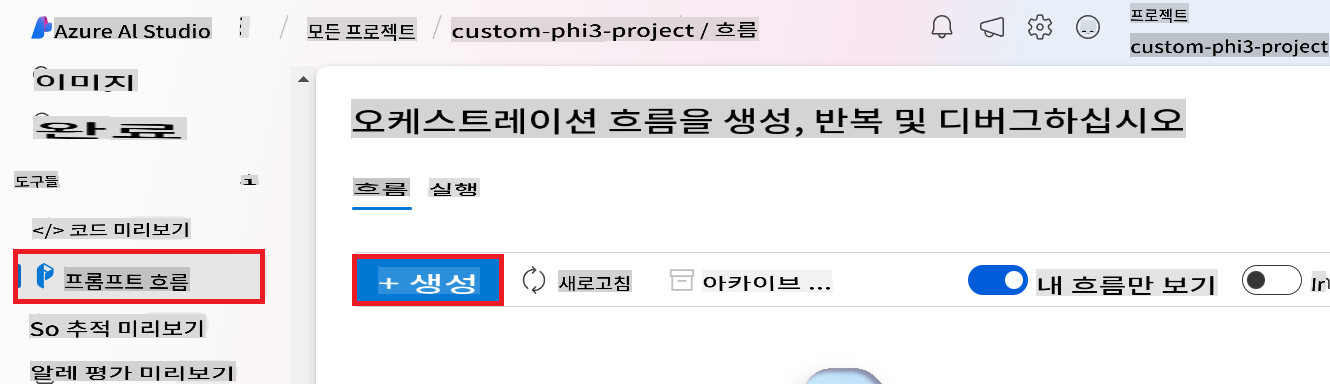 Azure AI Studio / 모든 프로젝트 / custom-phi3-project / 흐름
프로젝트
custom-phi3-project
이미지
완료
도구들
</> 코드 미리보기
프롬프트 흐름
So 추적 미리보기
알레 평가 미리보기
오케스트레이션 흐름을 생성, 반복 및 디버그하십시오
흐름 실행
+ 생성 새로고침 아카이브 ... 내 흐름만 보기